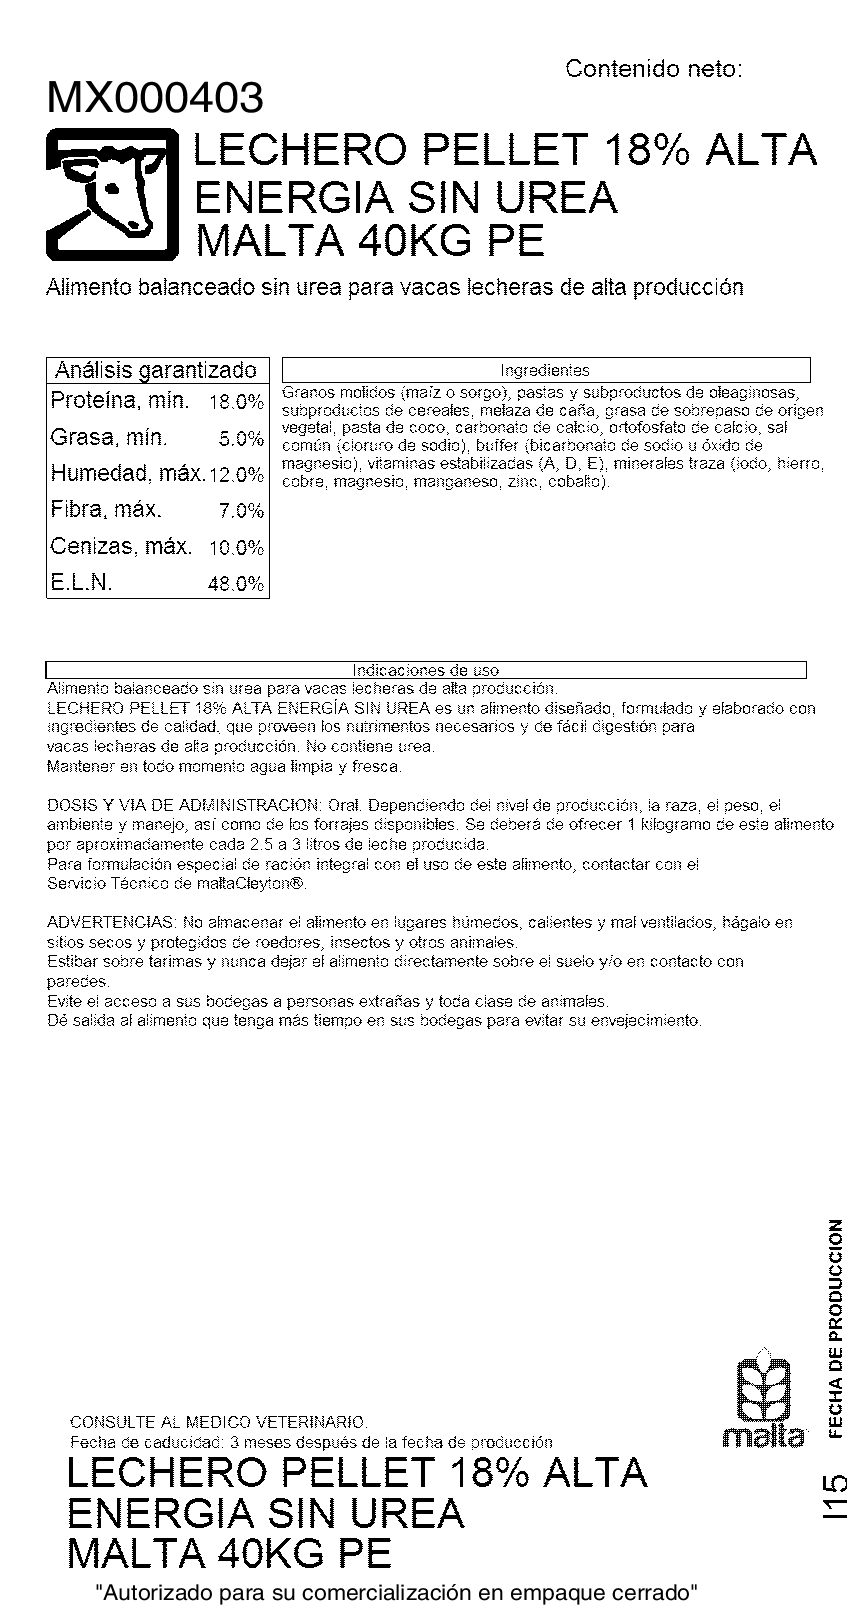 Contenido neto:
MX000403
LECHERO PELLET 18% ALTA
ENERGIA SIN UREA
MALTA 40KG PE
Alimento balanceado sin urea para vacas lecheras de alta producción
Análisis garantizado
Proteína, mín. 18.0%
Grasa, mín. 5.0%
Humedad, máx. 12.0%
Fibra, máx. 7.0%
Cenizas, máx. 10.0%
E.L.N. 48.0%
Ingredientes
Granos molidos (maíz o sorgo), pastas y subproductos de oleaginosas,
subproductos de cereales, melaza de caña, grasa de sobrepaso de origen
vegetal, pasta de coco, carbonato de calcio, ortofosfato de calcio, sal
común (cloruro de sodio), buffer (bicarbonato de sodio u óxido de
magnesio), vitaminas estabilizadas (A, D, E), minerales traza (iodo, hierro,
cobre, magnesio, manganeso, zinc, cobalto).
Indicaciones de uso
Alimento balanceado sin urea para vacas lecheras de alta producción.
LECHERO PELLET 18% ALTA ENERGÍA SIN UREA es un alimento diseñado, formulado y elaborado con
ingredientes de calidad, que proveen los nutrimentos necesarios y de fácil digestión para
vacas lecheras de alta producción. No contiene urea.
Mantener en todo momento agua limpia y fresca.
DOSIS Y VIA DE ADMINISTRACION: Oral. Dependiendo del nivel de producción, la raza, el peso, el
ambiente y manejo, así como de los forrajes disponibles. Se deberá de ofrecer 1 kilogramo de este alimento
por aproximadamente cada 2.5 a 3 litros de leche producida.
Para formulación especial de ración integral con el uso de este alimento, contactar con el
Servicio Técnico de maltaCleyton®.
ADVERTENCIAS: No almacenar el alimento en lugares húmedos, calientes y mal ventilados, hágalo en
sitios secos y protegidos de roedores, insectos y otros animales.
Estibar sobre tarimas y nunca dejar el alimento directamente sobre el suelo y/o en contacto con
paredes.
Evite el acceso a sus bodegas a personas extrañas y toda clase de animales.
Dé salida al alimento que tenga más tiempo en sus bodegas para evitar su envejecimiento.
FECHA DE PRODUCCION
malta
CONSULTE AL MEDICO VETERINARIO.
Fecha de caducidad: 3 meses después de la fecha de producción
LECHERO PELLET 18% ALTA
ENERGIA SIN UREA
MALTA 40KG PE
I15
"Autorizado para su comercialización en empaque cerrado"